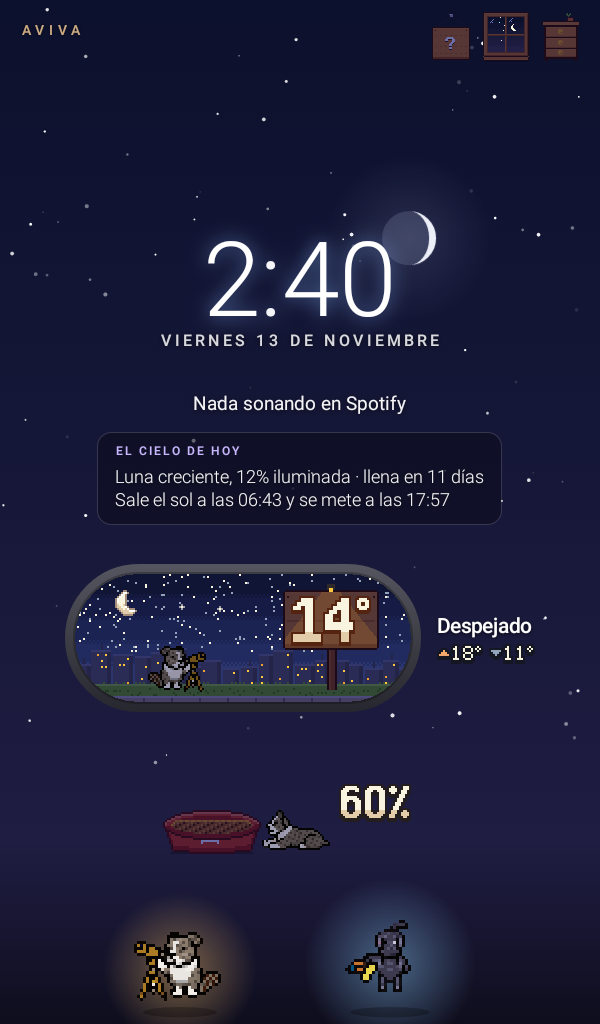 AVIVA
?
2:40
VIERNES 13 DE NOVIEMBRE
Nada sonando en Spotify
EL CIELO DE HOY
Luna creciente, 12% iluminada · llena en 11 días
Sale el sol a las 06:43 y se mete a las 17:57
14°
Despejado
18° 11°
60%